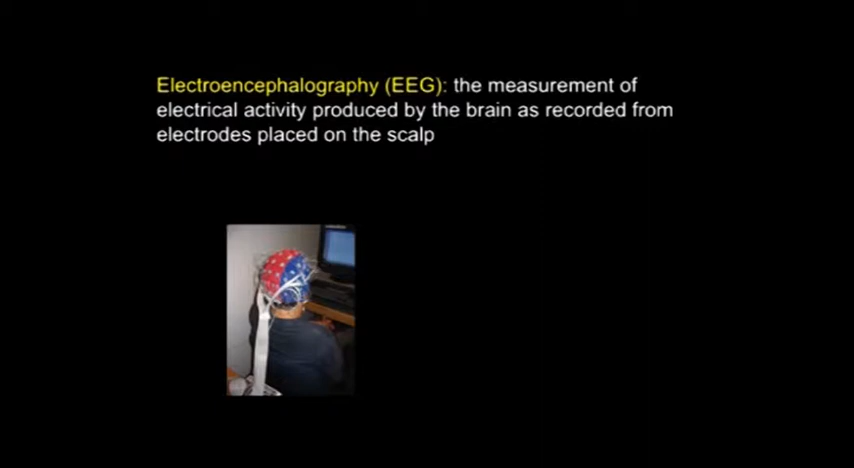 Electroencephalography (EEG): the measurement of
electrical activity produced by the brain as recorded from
electrodes placed on the scalp